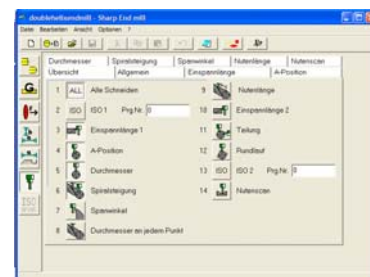 doublehelixendmill - Sharp End mill
Datei Bearbeiten Ansicht Optionen ?
Durchmesser Spiralsteigung Spanwinkel Nutenlänge Nutenscan
Übersicht Allgemein Einspannlänge A-Position
1 ALL Alle Schneiden
2 ISO ISO 1 Prg.Nr. 0
3 Einspannlänge 1
4 A-Position
5 Durchmesser
6 Spiralsteigung
7 Spanwinkel
8 Durchmesser an jedem Punkt
9 Nutenlänge
10 Einspannlänge 2
11 Teilung
12 Rundlauf
13 ISO ISO 2 Prg.Nr. 0
14 Nutenscan
.G.
ISO